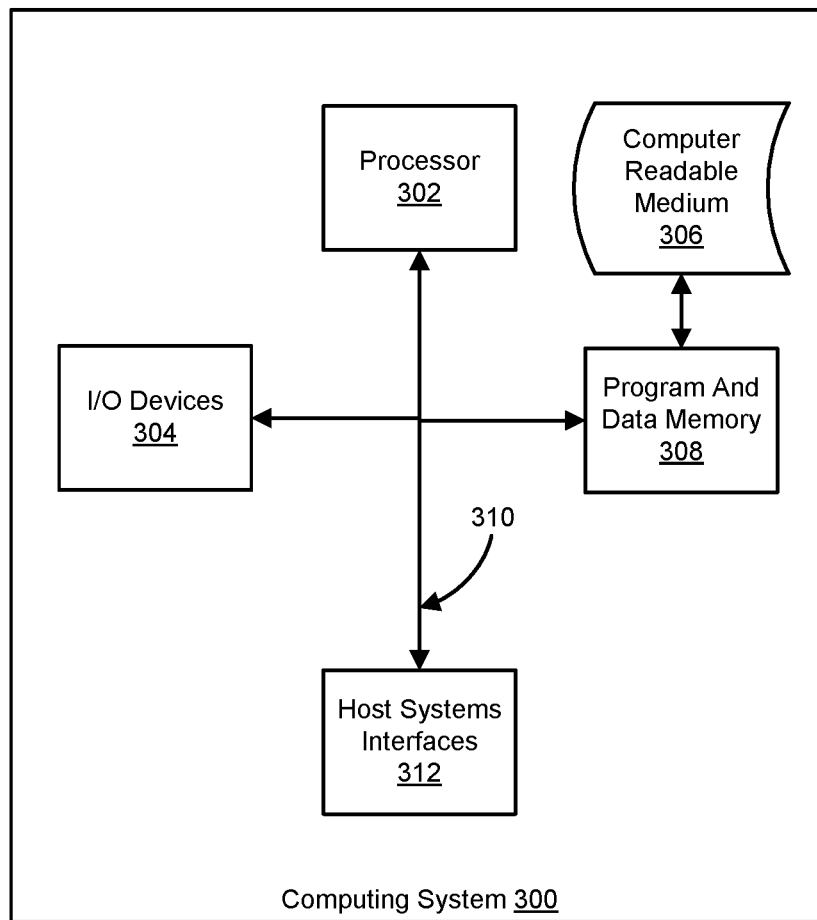 Processor
302
Computer
Readable
Medium
306
I/O Devices
304
Program And
Data Memory
308
310
Host Systems
Interfaces
312
Computing System 300